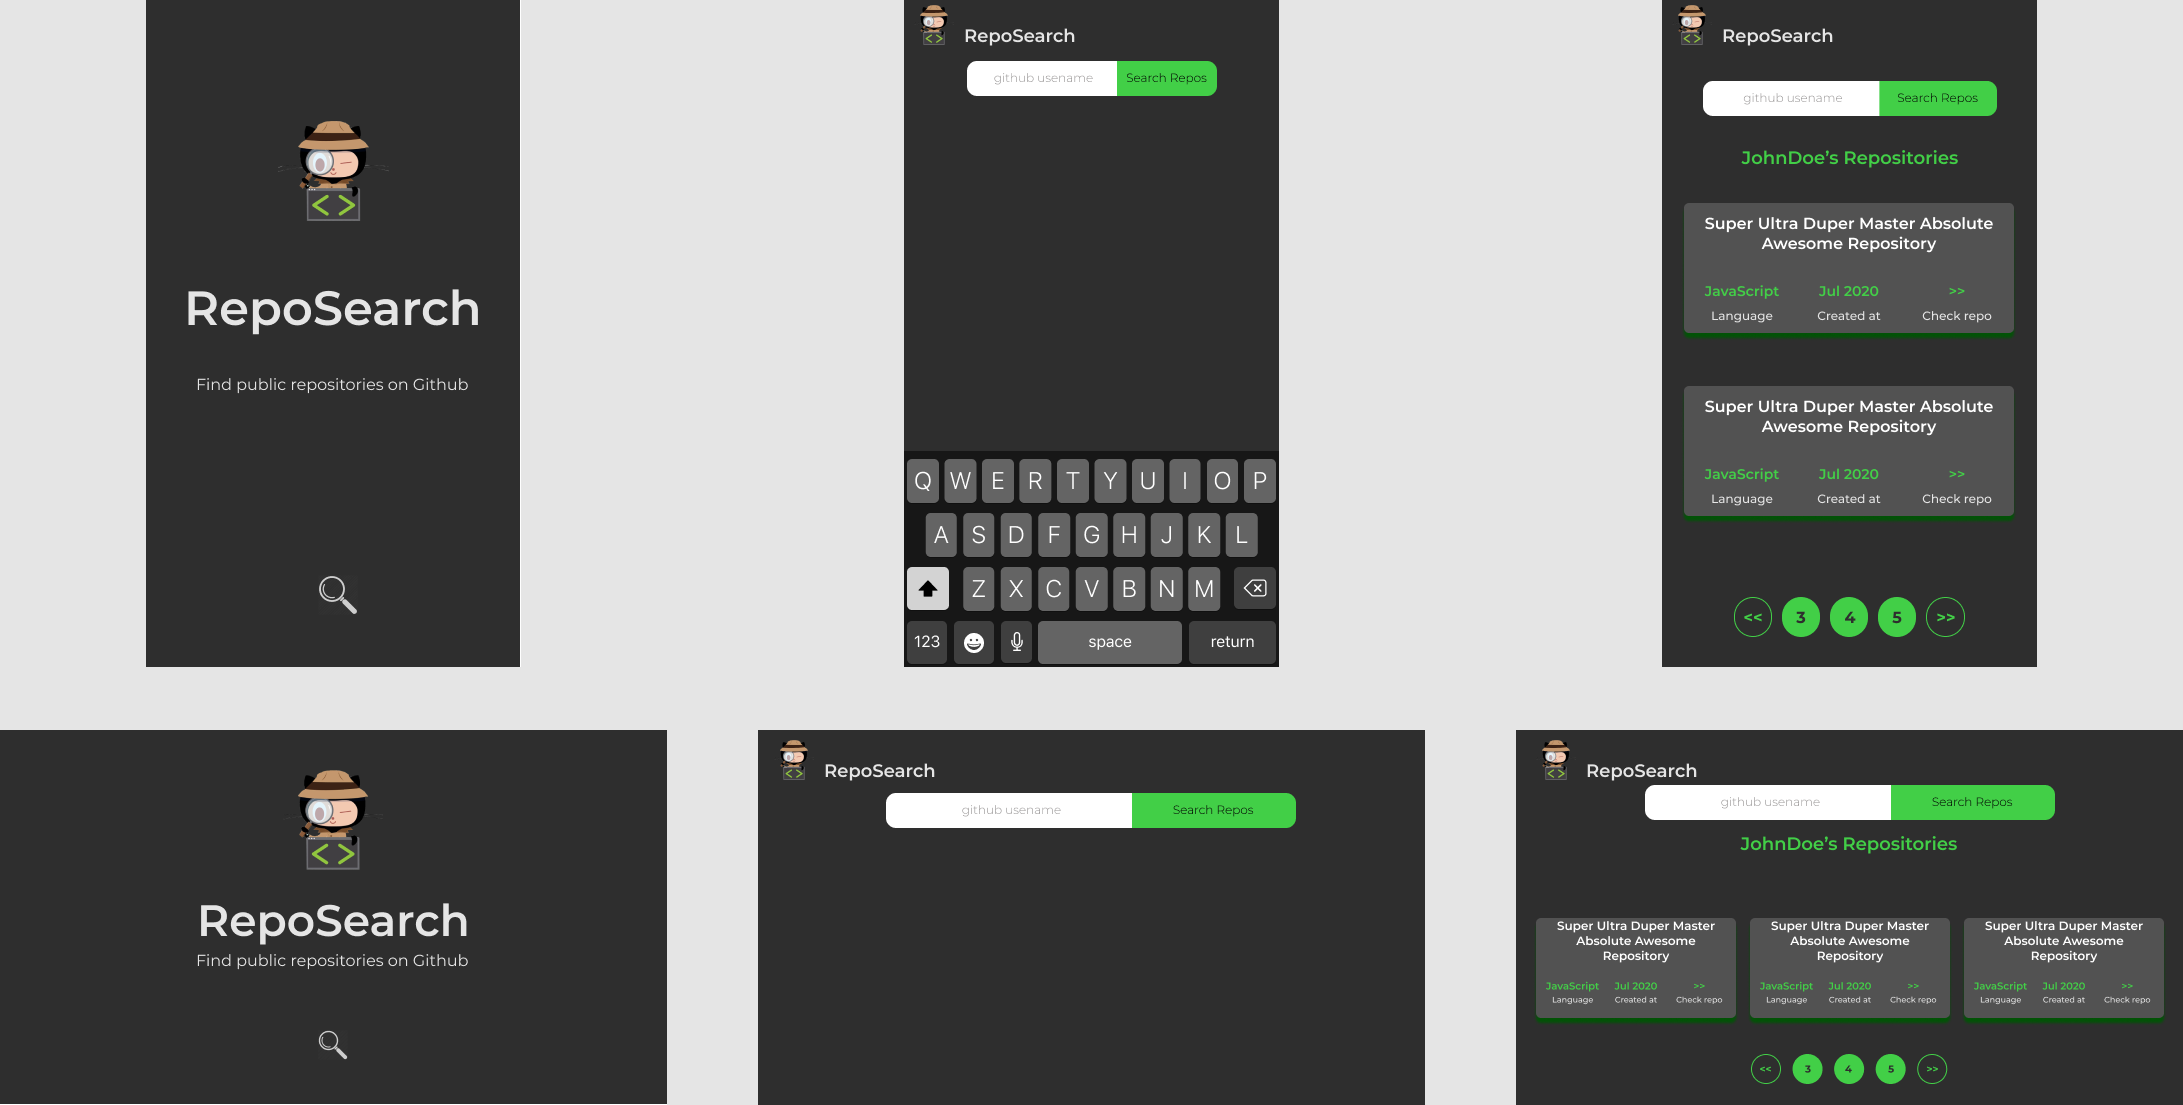 RepoSearch
Find public repositories on Github
RepoSearch
github usename Search Repos
Q W E R T Y U I O P
A S D F G H J K L
Z X C V B N M
123 space return
RepoSearch
github usename Search Repos
JohnDoe’s Repositories
Super Ultra Duper Master Absolute
Awesome Repository
JavaScript Jul 2020 >>
Language Created at Check repo
Super Ultra Duper Master Absolute
Awesome Repository
JavaScript Jul 2020 >>
Language Created at Check repo
<< 3 4 5 >>
< >
RepoSearch
Find public repositories on Github
RepoSearch
github usename Search Repos
RepoSearch
github usename Search Repos
JohnDoe’s Repositories
Super Ultra Duper Master
Absolute Awesome
Repository
JavaScript Jul 2020 >>
Language Created at Check repo
Super Ultra Duper Master
Absolute Awesome
Repository
JavaScript Jul 2020 >>
Language Created at Check repo
Super Ultra Duper Master
Absolute Awesome
Repository
JavaScript Jul 2020 >>
Language Created at Check repo
<< 3 4 5 >>